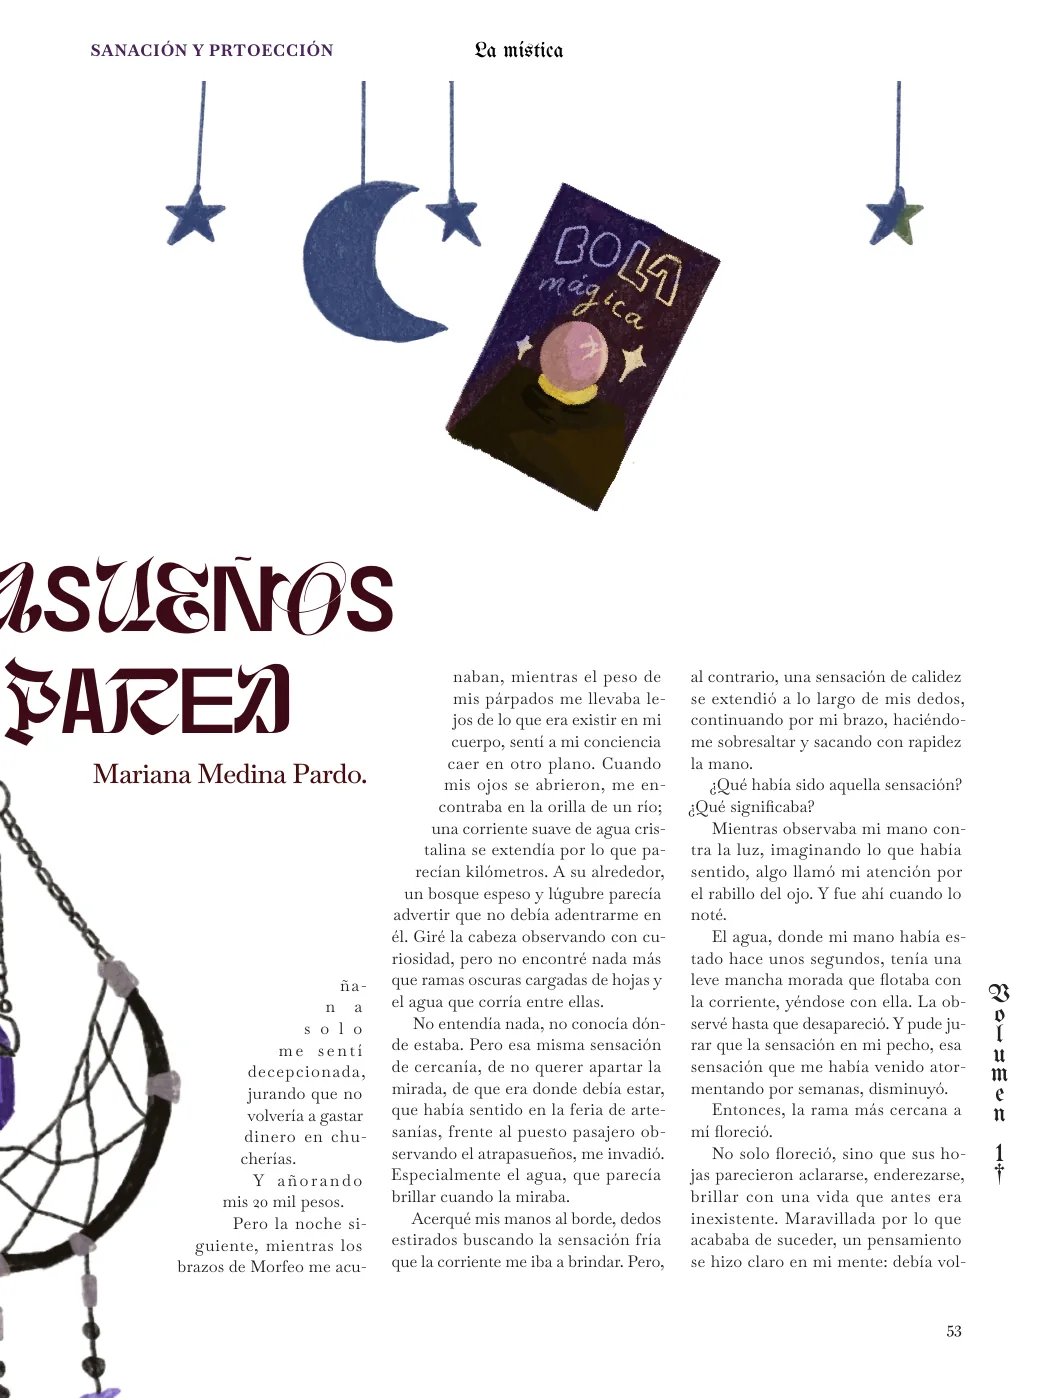 SANACIÓN Y PRTOECCIÓN
La mística
BOLA
mágica
ASUEÑOS
PARED
Mariana Medina Pardo.
ña-
n a
s o l o
me sentí
decepcionada,
jurando que no
volvería a gastar
dinero en chu-
cherías.
Y añorando
mis 20 mil pesos.
Pero la noche si-
guiente, mientras los
brazos de Morfeo me acu-
naban, mientras el peso de
mis párpados me llevaba le-
jos de lo que era existir en mi
cuerpo, sentí a mi conciencia
caer en otro plano. Cuando
mis ojos se abrieron, me en-
contraba en la orilla de un río;
una corriente suave de agua cris-
talina se extendía por lo que pa-
recían kilómetros. A su alrededor,
un bosque espeso y lúgubre parecía
advertir que no debía adentrarme en
él. Giré la cabeza observando con cu-
riosidad, pero no encontré nada más
que ramas oscuras cargadas de hojas y
el agua que corría entre ellas.
No entendía nada, no conocía dón-
de estaba. Pero esa misma sensación
de cercanía, de no querer apartar la
mirada, de que era donde debía estar,
que había sentido en la feria de arte-
sanías, frente al puesto pasajero ob-
servando el atrapasueños, me invadió.
Especialmente el agua, que parecía
brillar cuando la miraba.
Acerqué mis manos al borde, dedos
estirados buscando la sensación fría
que la corriente me iba a brindar. Pero,
al contrario, una sensación de calidez
se extendió a lo largo de mis dedos,
continuando por mi brazo, haciéndo-
me sobresaltar y sacando con rapidez
la mano.
¿Qué había sido aquella sensación?
¿Qué significaba?
Mientras observaba mi mano con-
tra la luz, imaginando lo que había
sentido, algo llamó mi atención por
el rabillo del ojo. Y fue ahí cuando lo
noté.
El agua, donde mi mano había es-
tado hace unos segundos, tenía una
leve mancha morada que flotaba con
la corriente, yéndose con ella. La ob-
servé hasta que desapareció. Y pude ju-
rar que la sensación en mi pecho, esa
sensación que me había venido ator-
mentando por semanas, disminuyó.
Entonces, la rama más cercana a
mí floreció.
No solo floreció, sino que sus ho-
jas parecieron aclararse, enderezarse,
brillar con una vida que antes era
inexistente. Maravillada por lo que
acababa de suceder, un pensamiento
se hizo claro en mi mente: debía vol-
Volumen 1†
53